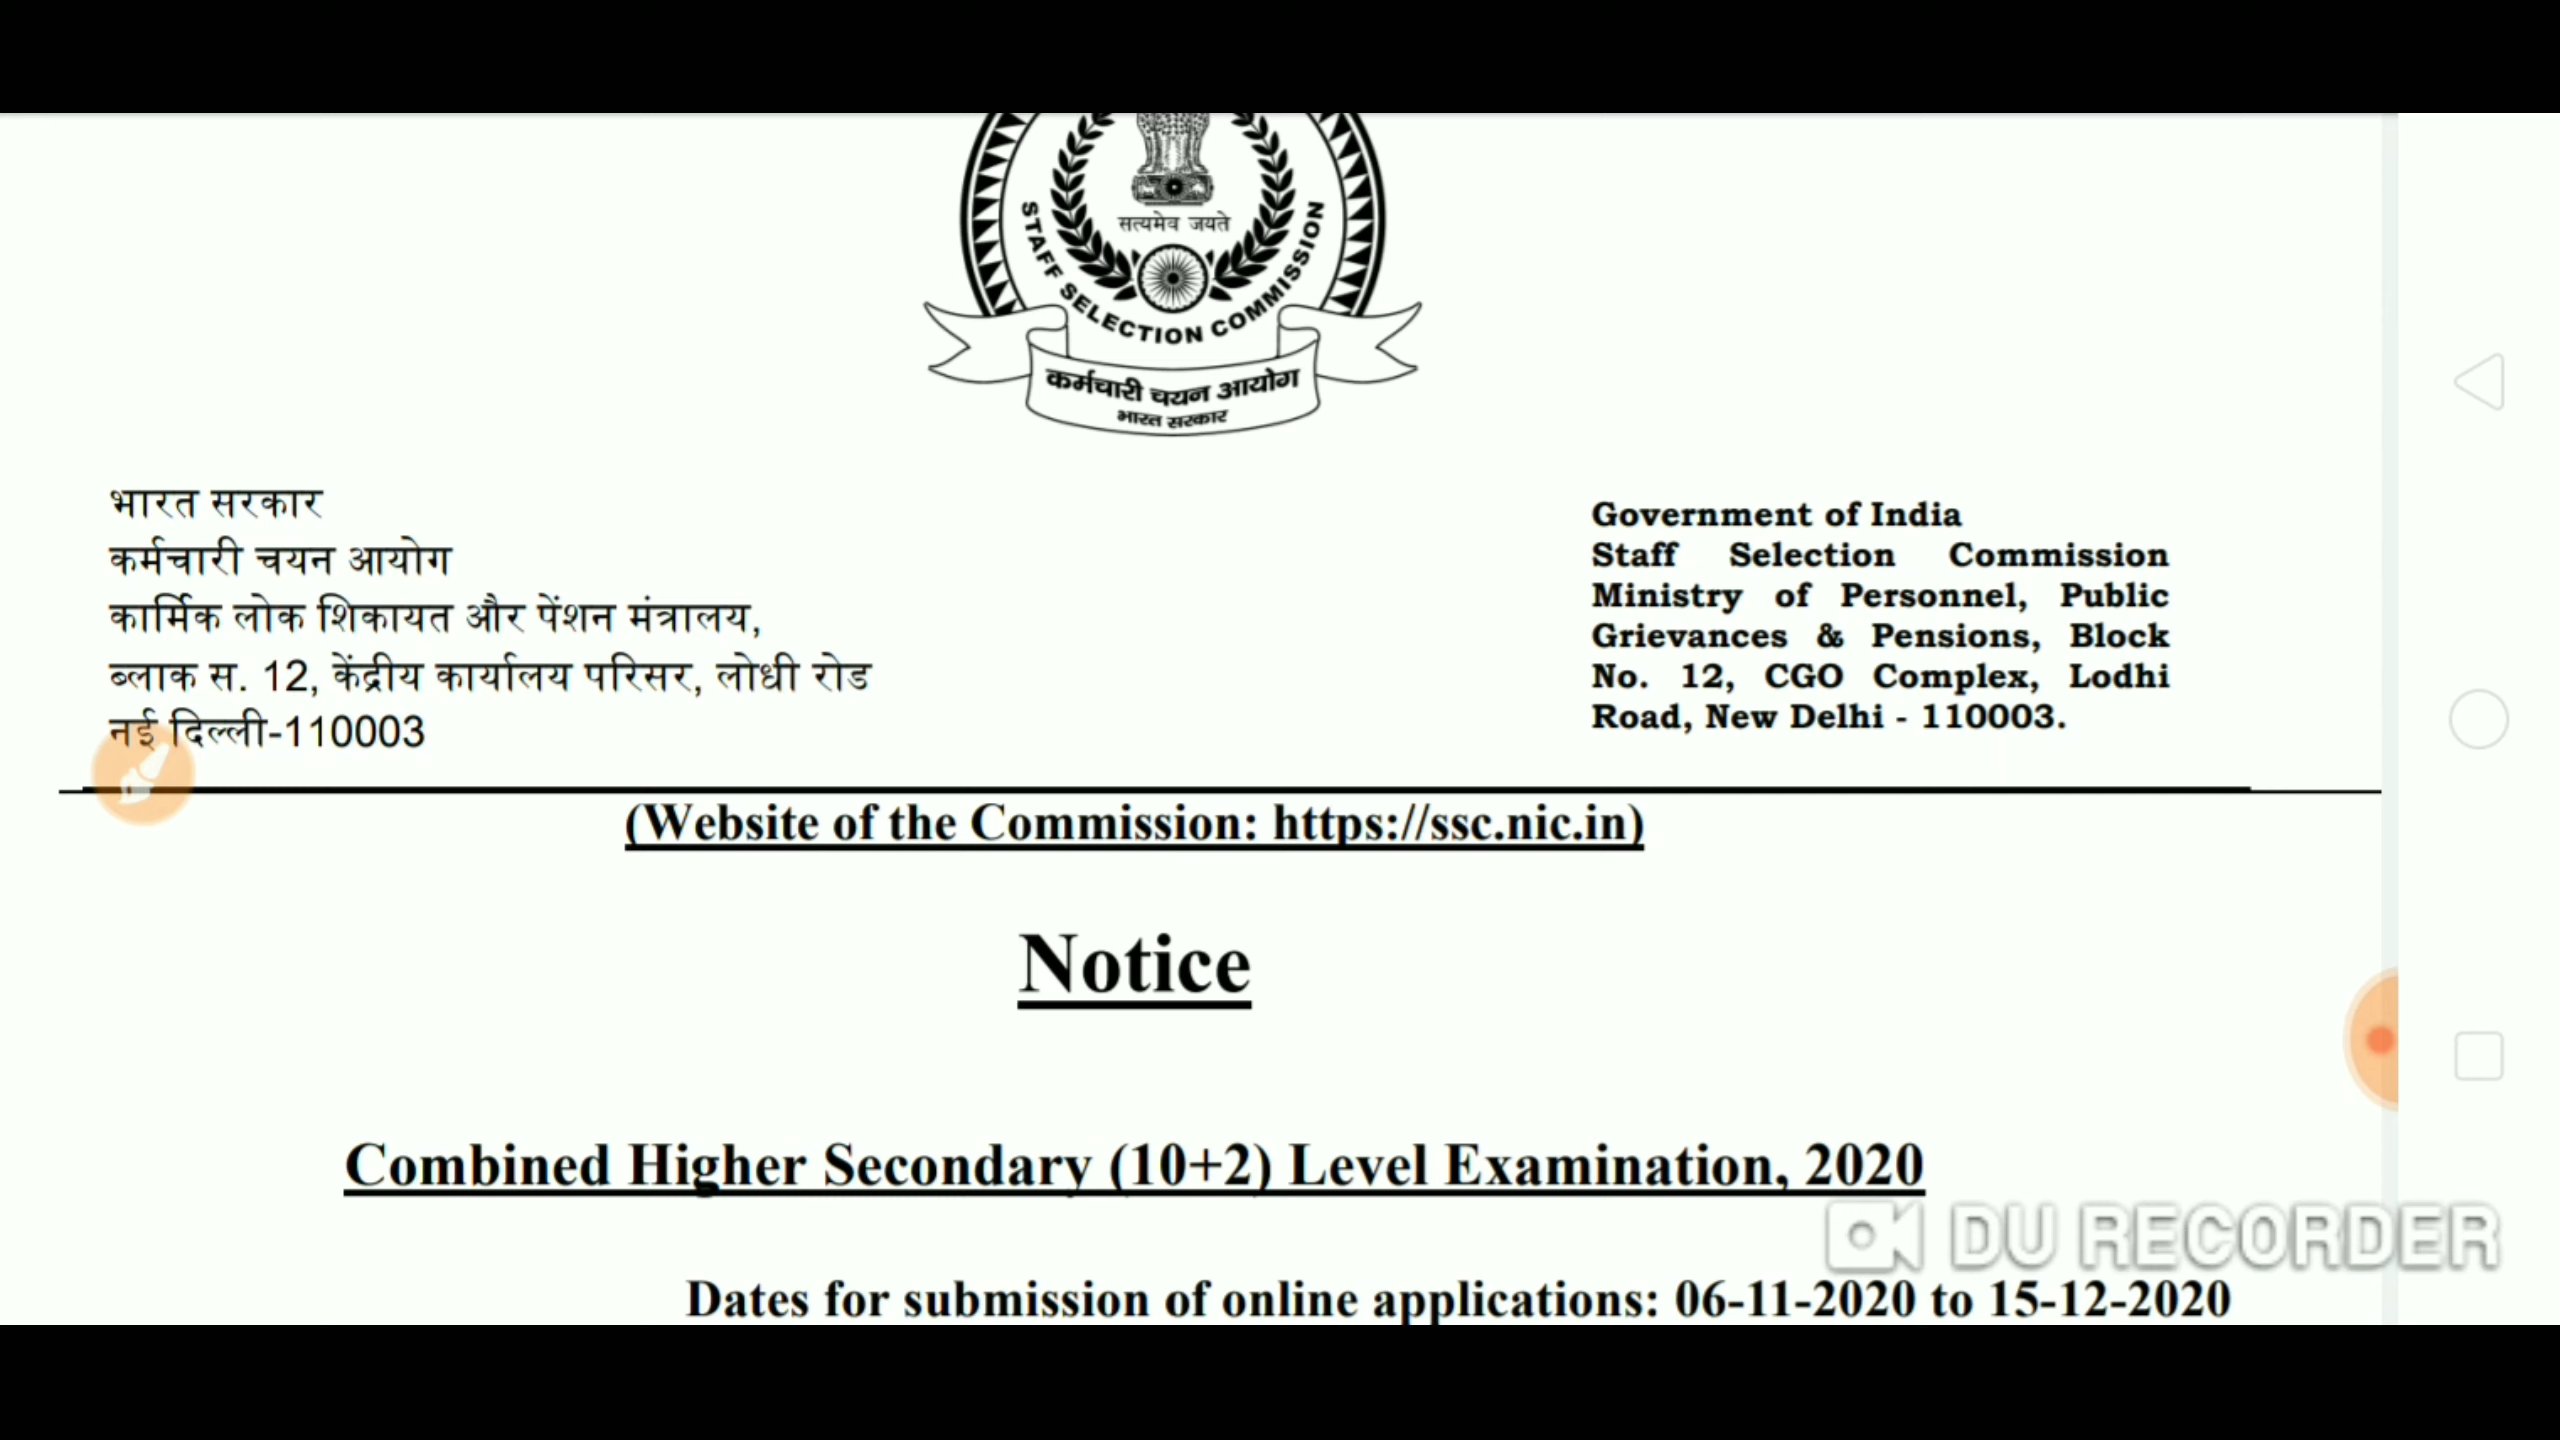 सत्यमेव जयते
STAFF SELECTION COMMISSION
कर्मचारी चयन आयोग
भारत सरकार
भारत सरकार
कर्मचारी चयन आयोग
कार्मिक लोक शिकायत और पेंशन मंत्रालय,
ब्लाक स. 12, केंद्रीय कार्यालय परिसर, लोधी रोड
नई दिल्ली-110003
Government of India
Staff Selection Commission
Ministry of Personnel, Public
Grievances & Pensions, Block
No. 12, CGO Complex, Lodhi
Road, New Delhi - 110003.
(Website of the Commission: https://ssc.nic.in)
Notice
Combined Higher Secondary (10+2) Level Examination, 2020
DU RECORDER
Dates for submission of online applications: 06-11-2020 to 15-12-2020